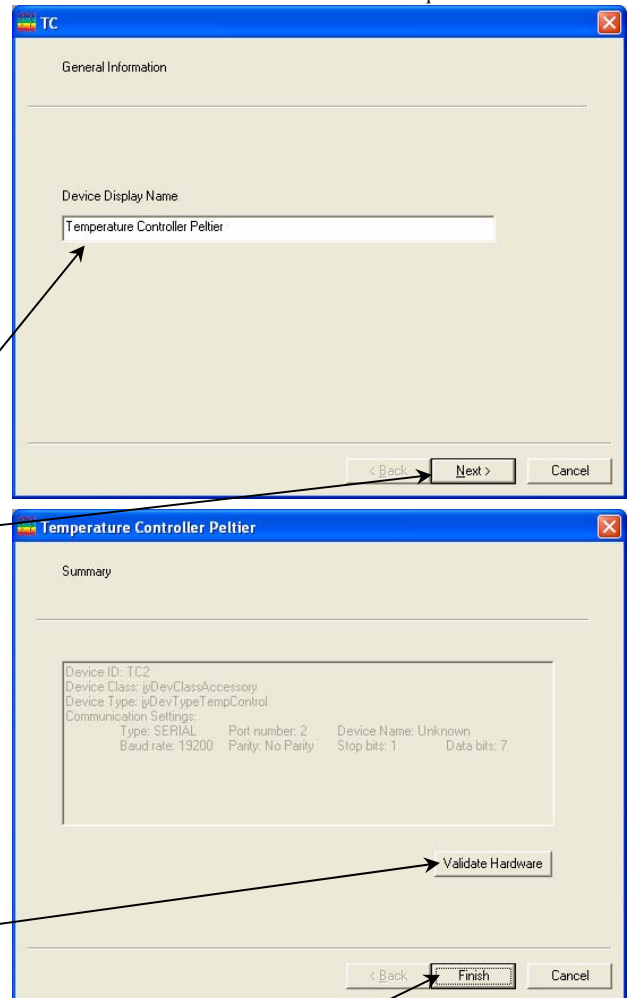 TC
General Information
Device Display Name
Temperature Controller Peltier
< Back Next > Cancel
Temperature Controller Peltier
Summary
Device ID: TC2
Device Class: jyDevClassAccessory
Device Type: jyDevTypeTempControl
Communication Settings:
Type: SERIAL Port number: 2 Device Name: Unknown
Baud rate: 19200 Parity: No Parity Stop bits: 1 Data bits: 7
Validate Hardware
< Back Finish Cancel